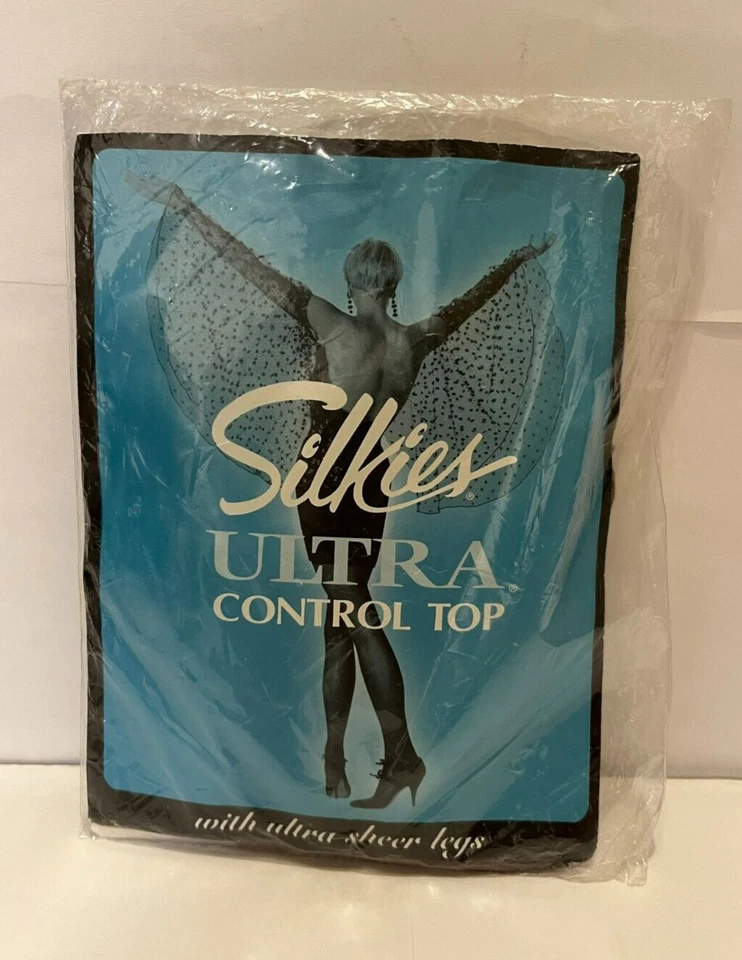 Silkies®
ULTRA®
CONTROL TOP
with ultra sheer legs